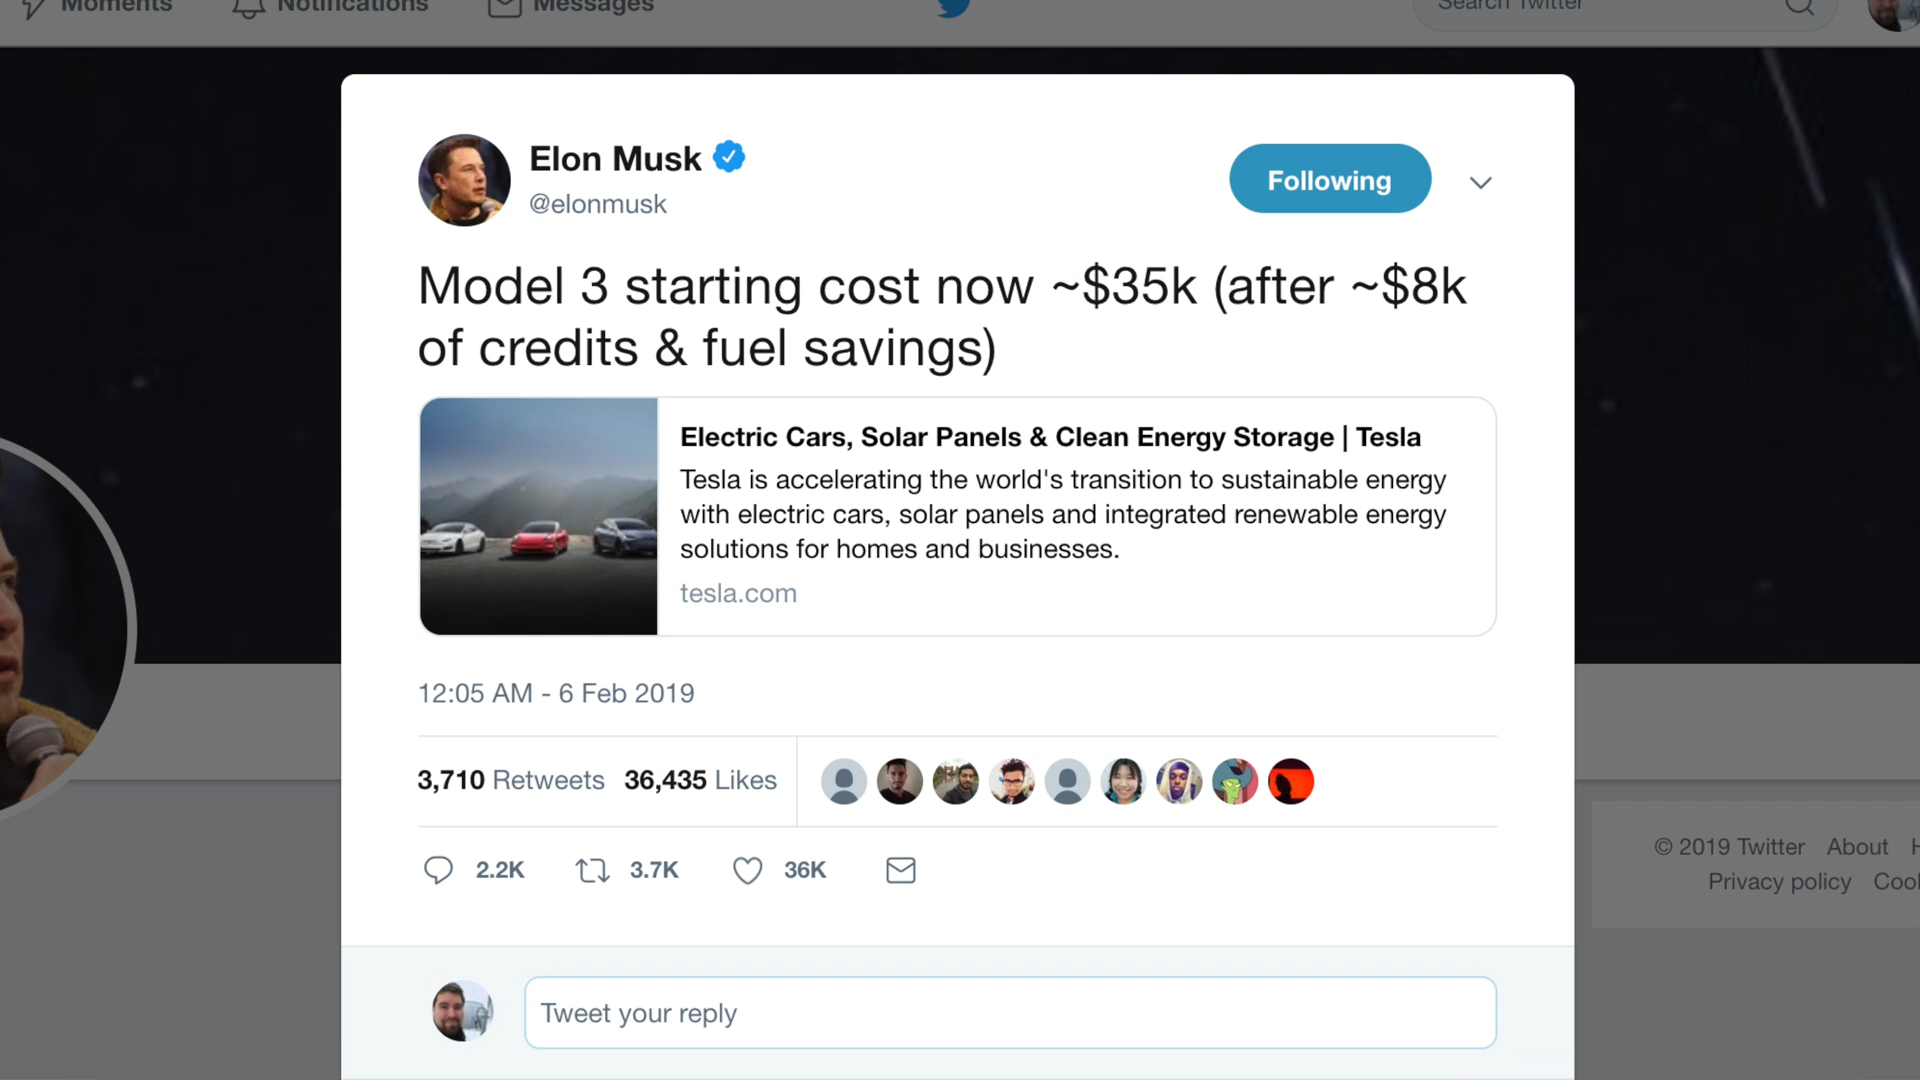 Moments
Notifications
Messages
Search Twitter
Elon Musk
@elonmusk
Following
Model 3 starting cost now ~$35k (after ~$8k
of credits & fuel savings)
Electric Cars, Solar Panels & Clean Energy Storage | Tesla
Tesla is accelerating the world's transition to sustainable energy
with electric cars, solar panels and integrated renewable energy
solutions for homes and businesses.
tesla.com
12:05 AM - 6 Feb 2019
3,710 Retweets 36,435 Likes
2.2K 3.7K 36K
© 2019 Twitter About
Privacy policy
Tweet your reply